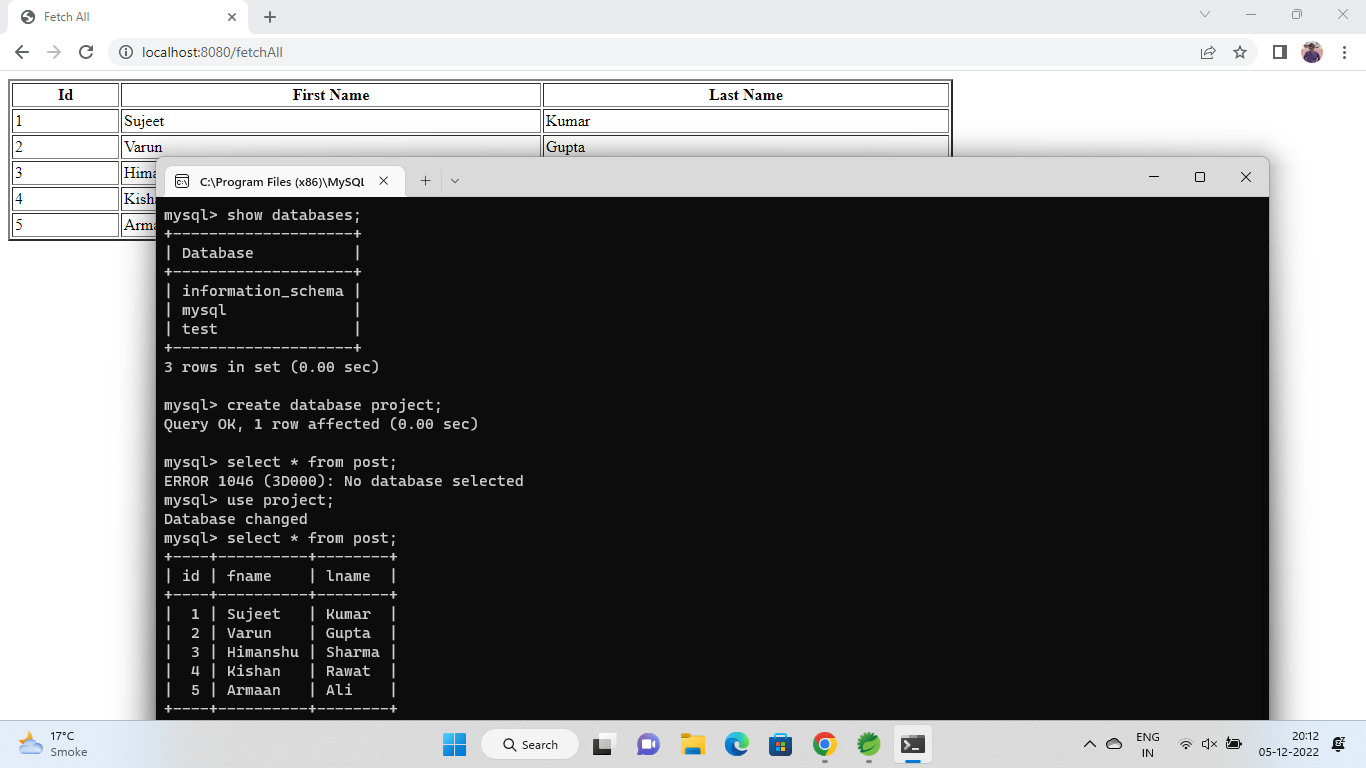 Fetch All
localhost:8080/fetchAll
Id First Name Last Name
1 Sujeet Kumar
2 Varun Gupta
3 Hima
4 Kish
5 Arma
C:\Program Files (x86)\MySQL
mysql> show databases;
+--------------------+
| Database           |
+--------------------+
| information_schema |
| mysql              |
| test               |
+--------------------+
3 rows in set (0.00 sec)
mysql> create database project;
Query OK, 1 row affected (0.00 sec)
mysql> select * from post;
ERROR 1046 (3D000): No database selected
mysql> use project;
Database changed
mysql> select * from post;
+----+----------+--------+
| id | fname    | lname  |
+----+----------+--------+
|  1 | Sujeet   | Kumar  |
|  2 | Varun    | Gupta  |
|  3 | Himanshu | Sharma |
|  4 | Kishan   | Rawat  |
|  5 | Armaan   | Ali    |
+----+----------+--------+
17°C
Smoke
Search
ENG
IN
20:12
05-12-2022